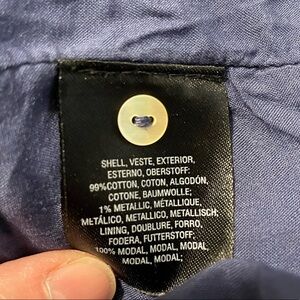 SHELL, VESTE, EXTERIOR,
ESTERNO, OBERSTOFF:
99%COTTON, COTON, ALGODÓN,
COTONE, BAUMWOLLE;
1% METALLIC, MÉTALLIQUE,
METÁLICO, METALLICO, METALLISCH;
LINING, DOUBLURE, FORRO,
FODERA, FUTTERSTOFF:
100% MODAL, MODAL, MODAL,
MODAL, MODAL;